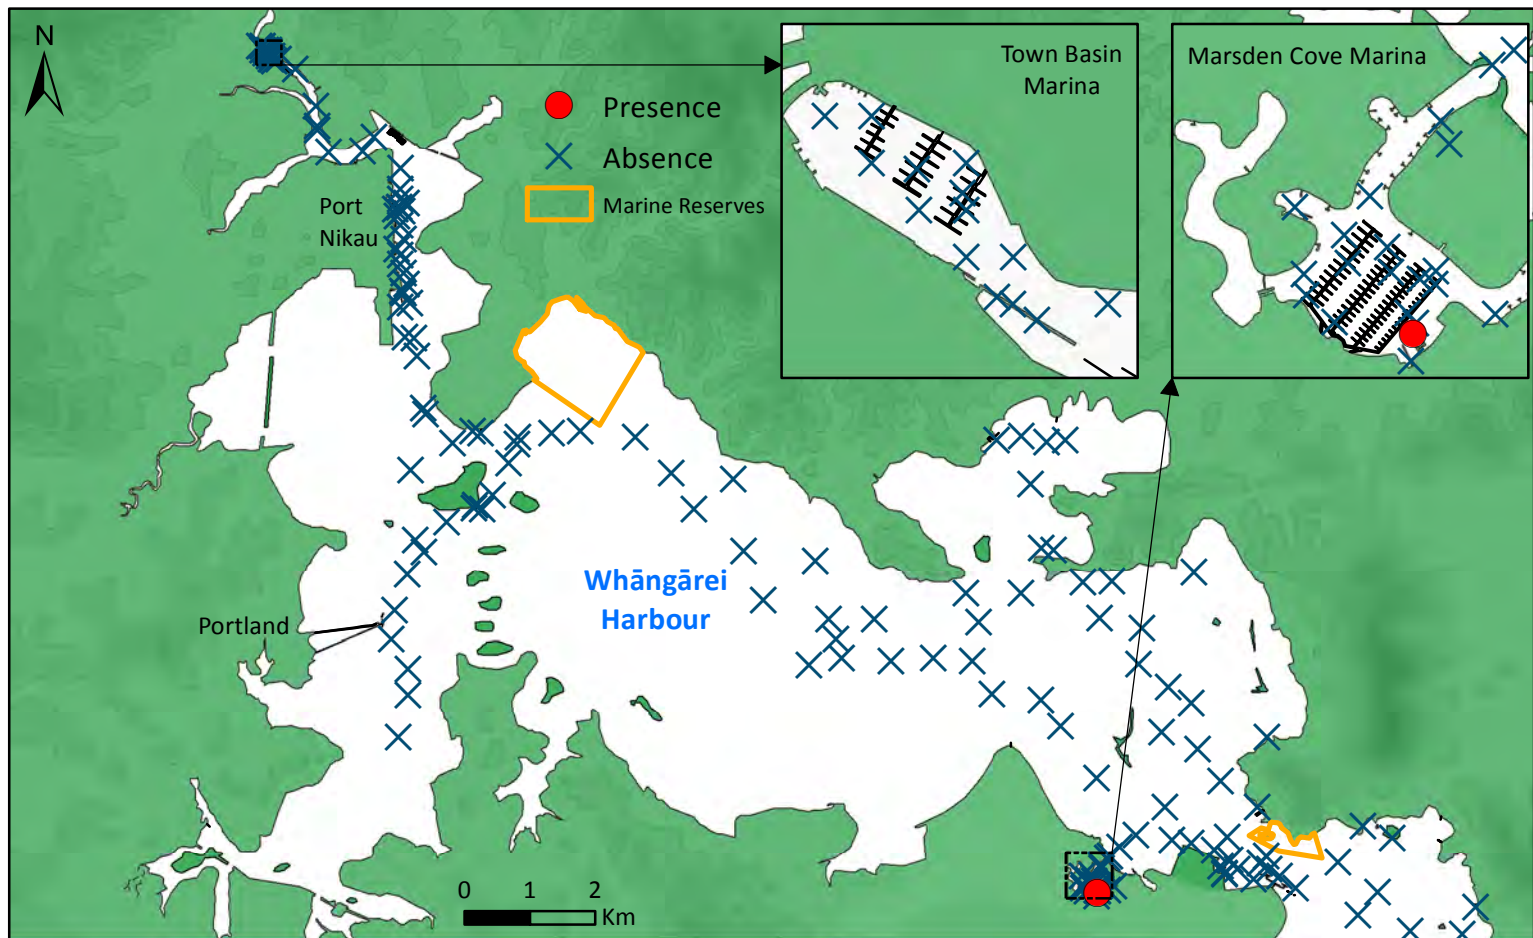 N
Town Basin
Marina
Marsden Cove Marina
Presence
Absence
Marine Reserves
Port
Nikau
Whāngārei
Harbour
Portland
0 1 2
Km